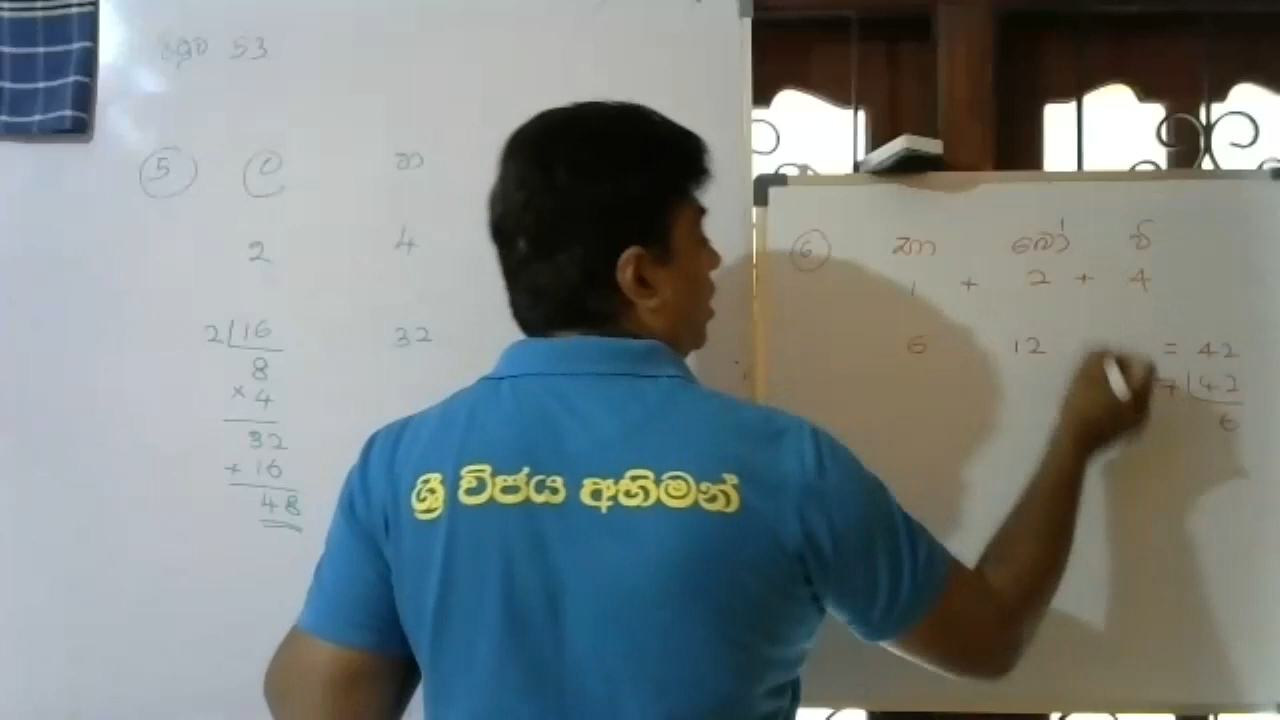 53
5 ල තා
2 4
2 16 32
8
× 4
32
+ 16
48
ශ්‍රී විජය අභිමන්
6 තා බෝ වි
1 + 2 + 4
6 12 = 42
7 42
6